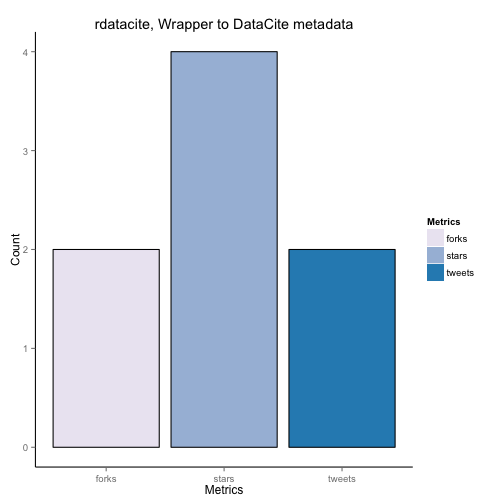 rdatacite, Wrapper to DataCite metadata
4
3
2
1
0
Count
forks
stars
tweets
Metrics
Metrics
forks
stars
tweets